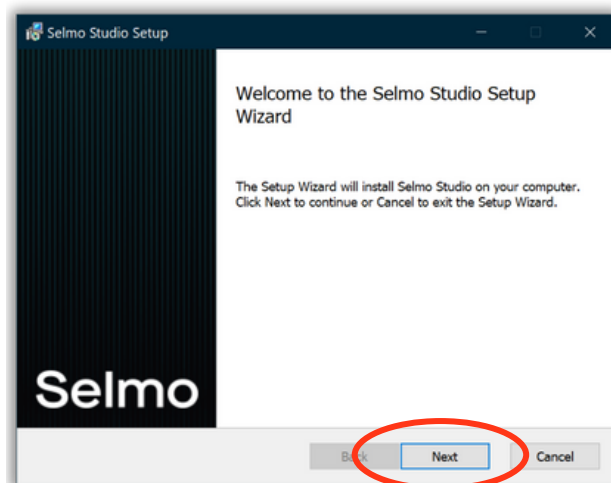 Selmo Studio Setup
Welcome to the Selmo Studio Setup
Wizard
The Setup Wizard will install Selmo Studio on your computer.
Click Next to continue or Cancel to exit the Setup Wizard.
Selmo
Back Next Cancel